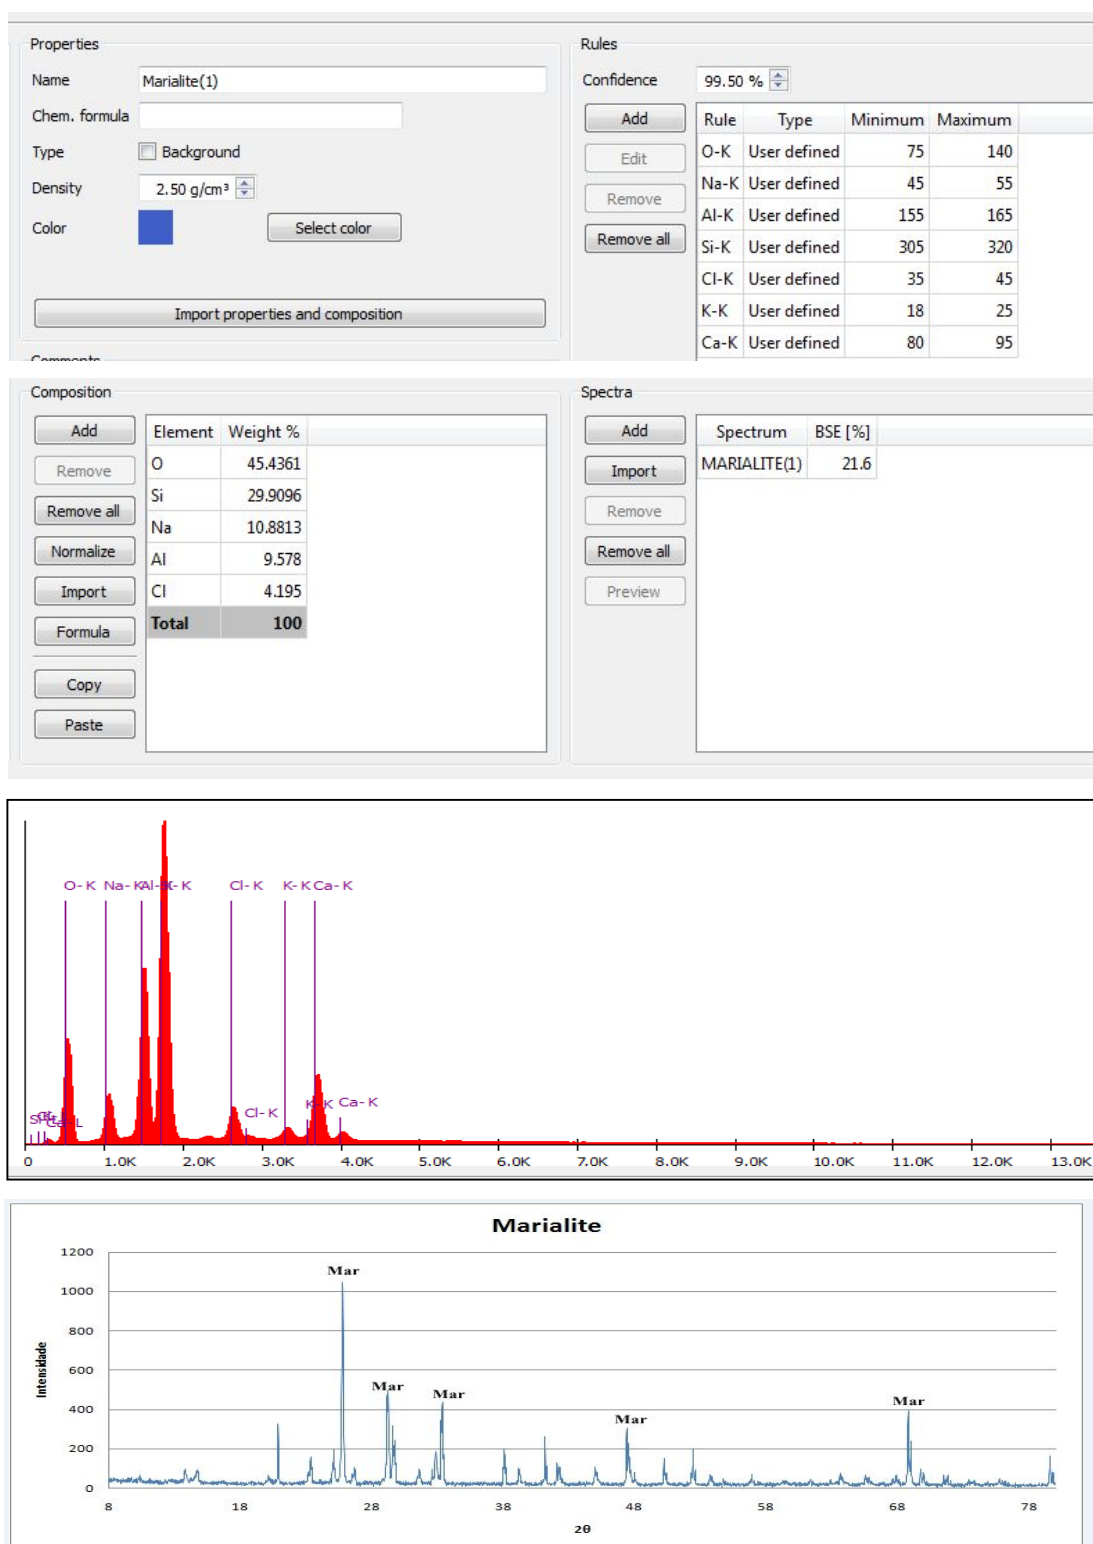 Properties
Name Marialite(1)
Chem. formula
Type Background
Density 2.50 g/cm³
Color Select color
Import properties and composition
Comments
Rules
Confidence 99.50 %
Add
Edit
Remove
Remove all
Rule Type Minimum Maximum
O-K User defined 75 140
Na-K User defined 45 55
Al-K User defined 155 165
Si-K User defined 305 320
Cl-K User defined 35 45
K-K User defined 18 25
Ca-K User defined 80 95
Composition
Add
Remove
Remove all
Normalize
Import
Formula
Copy
Paste
Element Weight %
O 45.4361
Si 29.9096
Na 10.8813
Al 9.578
Cl 4.195
Total 100
Spectra
Add
Import
Remove
Remove all
Preview
Spectrum BSE [%]
MARIALITE(1) 21.6
O-K Na-K Cl-K K-K Ca-K
Cl-K K-K Ca-K
0 1.0K 2.0K 3.0K 4.0K 5.0K 6.0K 7.0K 8.0K 9.0K 10.0K 11.0K 12.0K 13.0K
Marialite
1200
1000
800
600
400
200
0
Intensidade
Mar
Mar
Mar
Mar
Mar
8 18 28 38 48 58 68 78
2θ